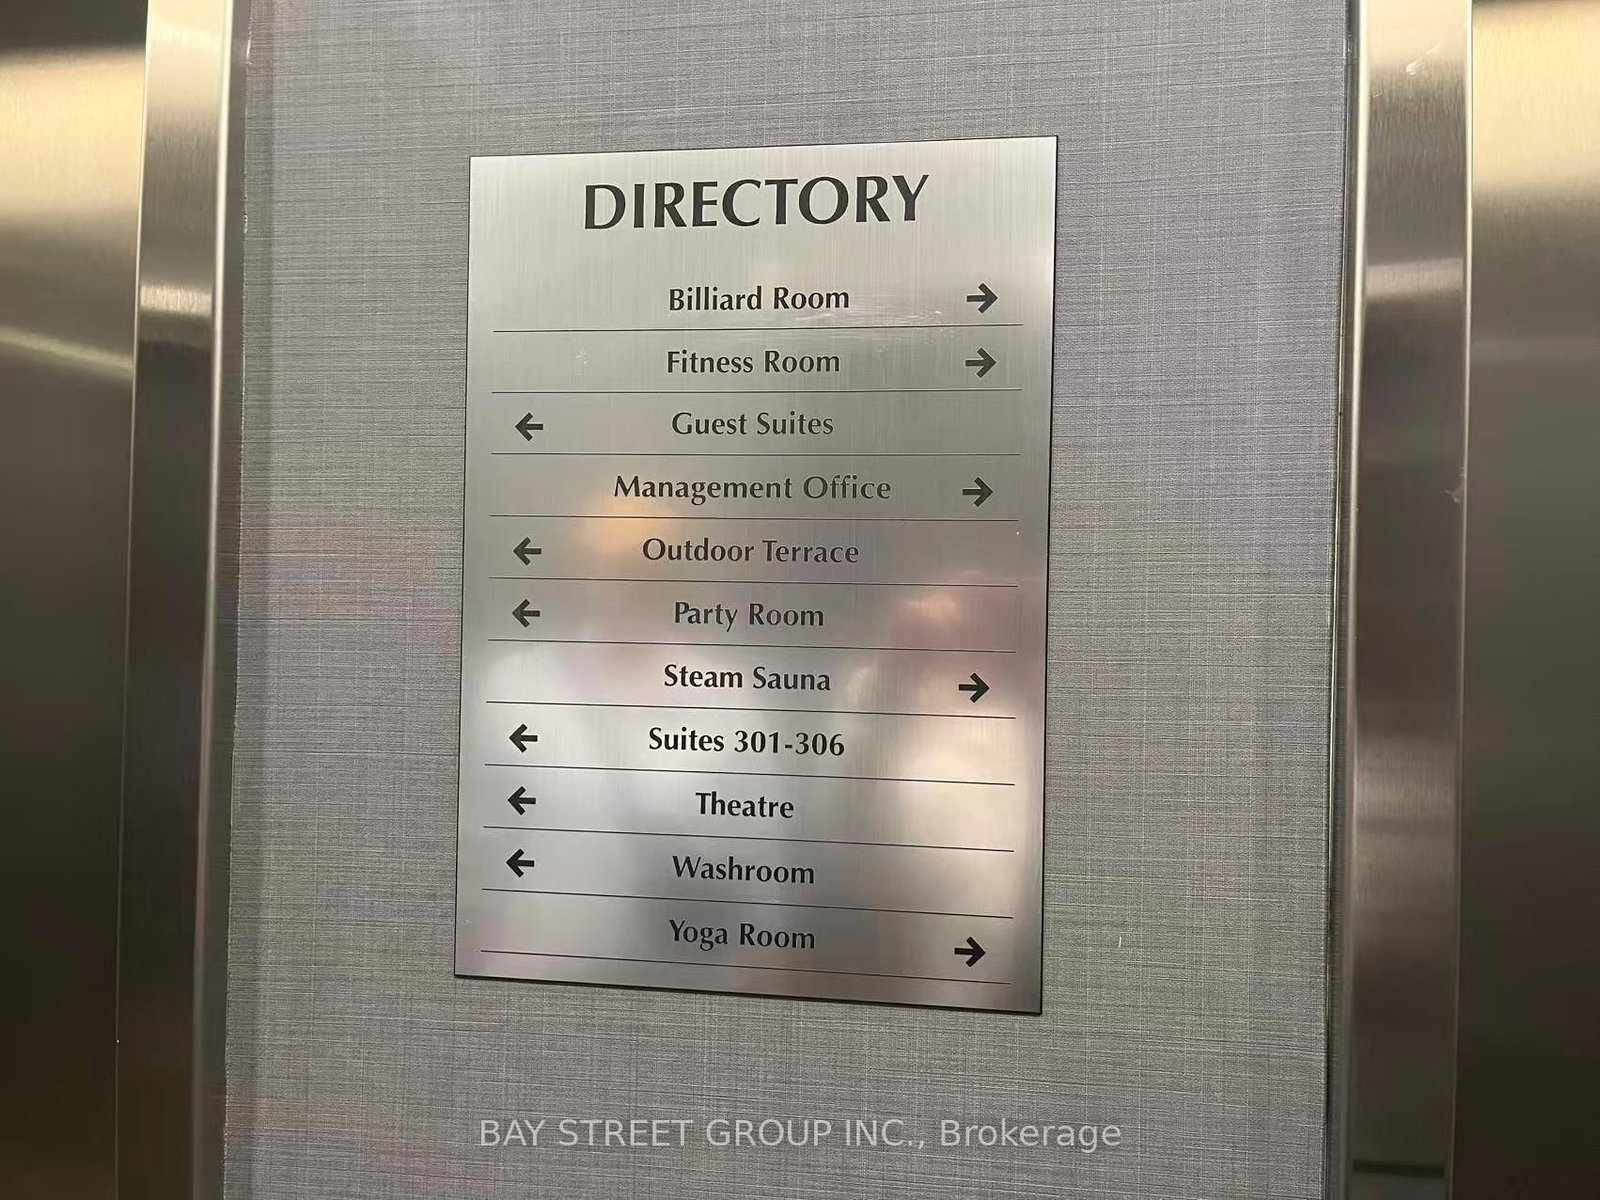 DIRECTORY
Billiard Room →
Fitness Room →
← Guest Suites
Management Office →
← Outdoor Terrace
← Party Room
Steam Sauna →
← Suites 301-306
← Theatre
← Washroom
Yoga Room →
BAY STREET GROUP INC., Brokerage